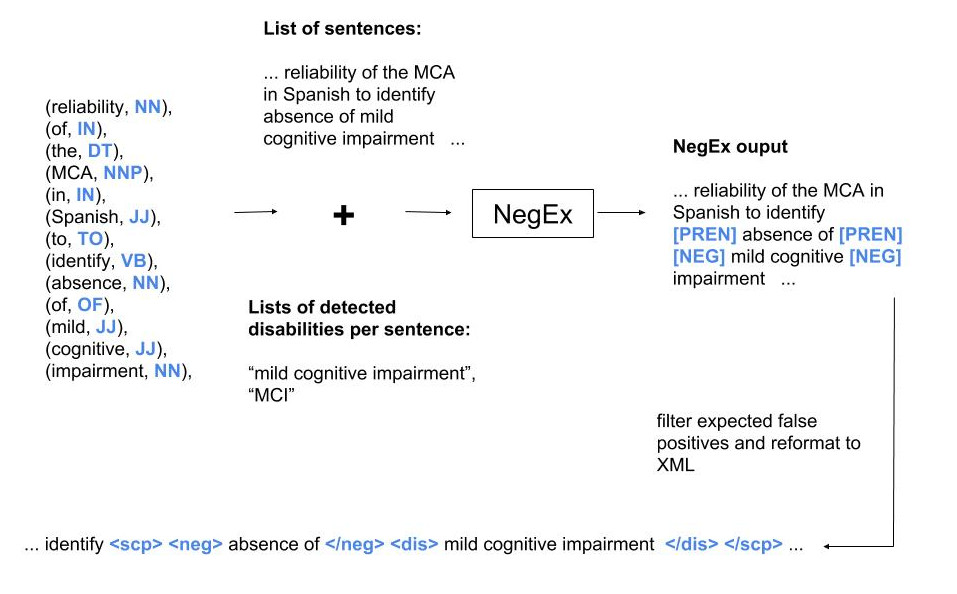 List of sentences:
... reliability of the MCA
in Spanish to identify
absence of mild
cognitive impairment ...
(reliability, NN),
(of, IN),
(the, DT),
(MCA, NNP),
(in, IN),
(Spanish, JJ),
(to, TO),
(identify, VB),
(absence, NN),
(of, OF),
(mild, JJ),
(cognitive, JJ),
(impairment, NN),
+
Lists of detected
disabilities per sentence:
“mild cognitive impairment”,
“MCI”
NegEx
NegEx ouput
... reliability of the MCA in
Spanish to identify
[PREN] absence of [PREN]
[NEG] mild cognitive [NEG]
impairment ...
filter expected false
positives and reformat to
XML
... identify <scp> <neg> absence of </neg> <dis> mild cognitive impairment </dis> </scp> ...